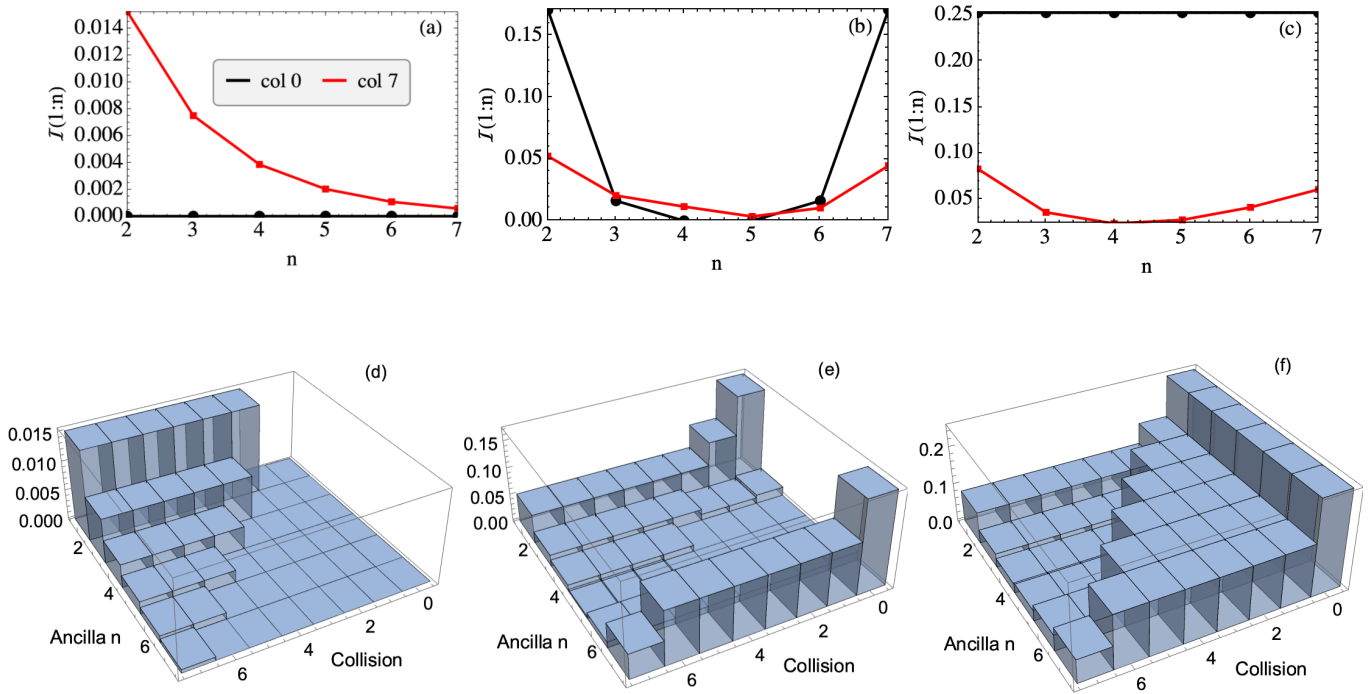 (a)
0.014
0.012
0.010
0.008
0.006
0.004
0.002
0.000
I(1:n)
col 0 col 7
2 3 4 5 6 7
n
(b)
0.15
0.10
0.05
0.00
I(1:n)
2 3 4 5 6 7
n
(c)
0.25
0.20
0.15
0.10
0.05
I(1:n)
2 3 4 5 6 7
n
(d)
0.015
0.010
0.005
0.000
2
4
6
Ancilla n
6
4
2
0
Collision
(e)
0.15
0.10
0.05
0.00
2
4
6
Ancilla n
6
4
2
0
Collision
(f)
0.2
0.1
0.0
2
4
6
Ancilla n
6
4
2
0
Collision